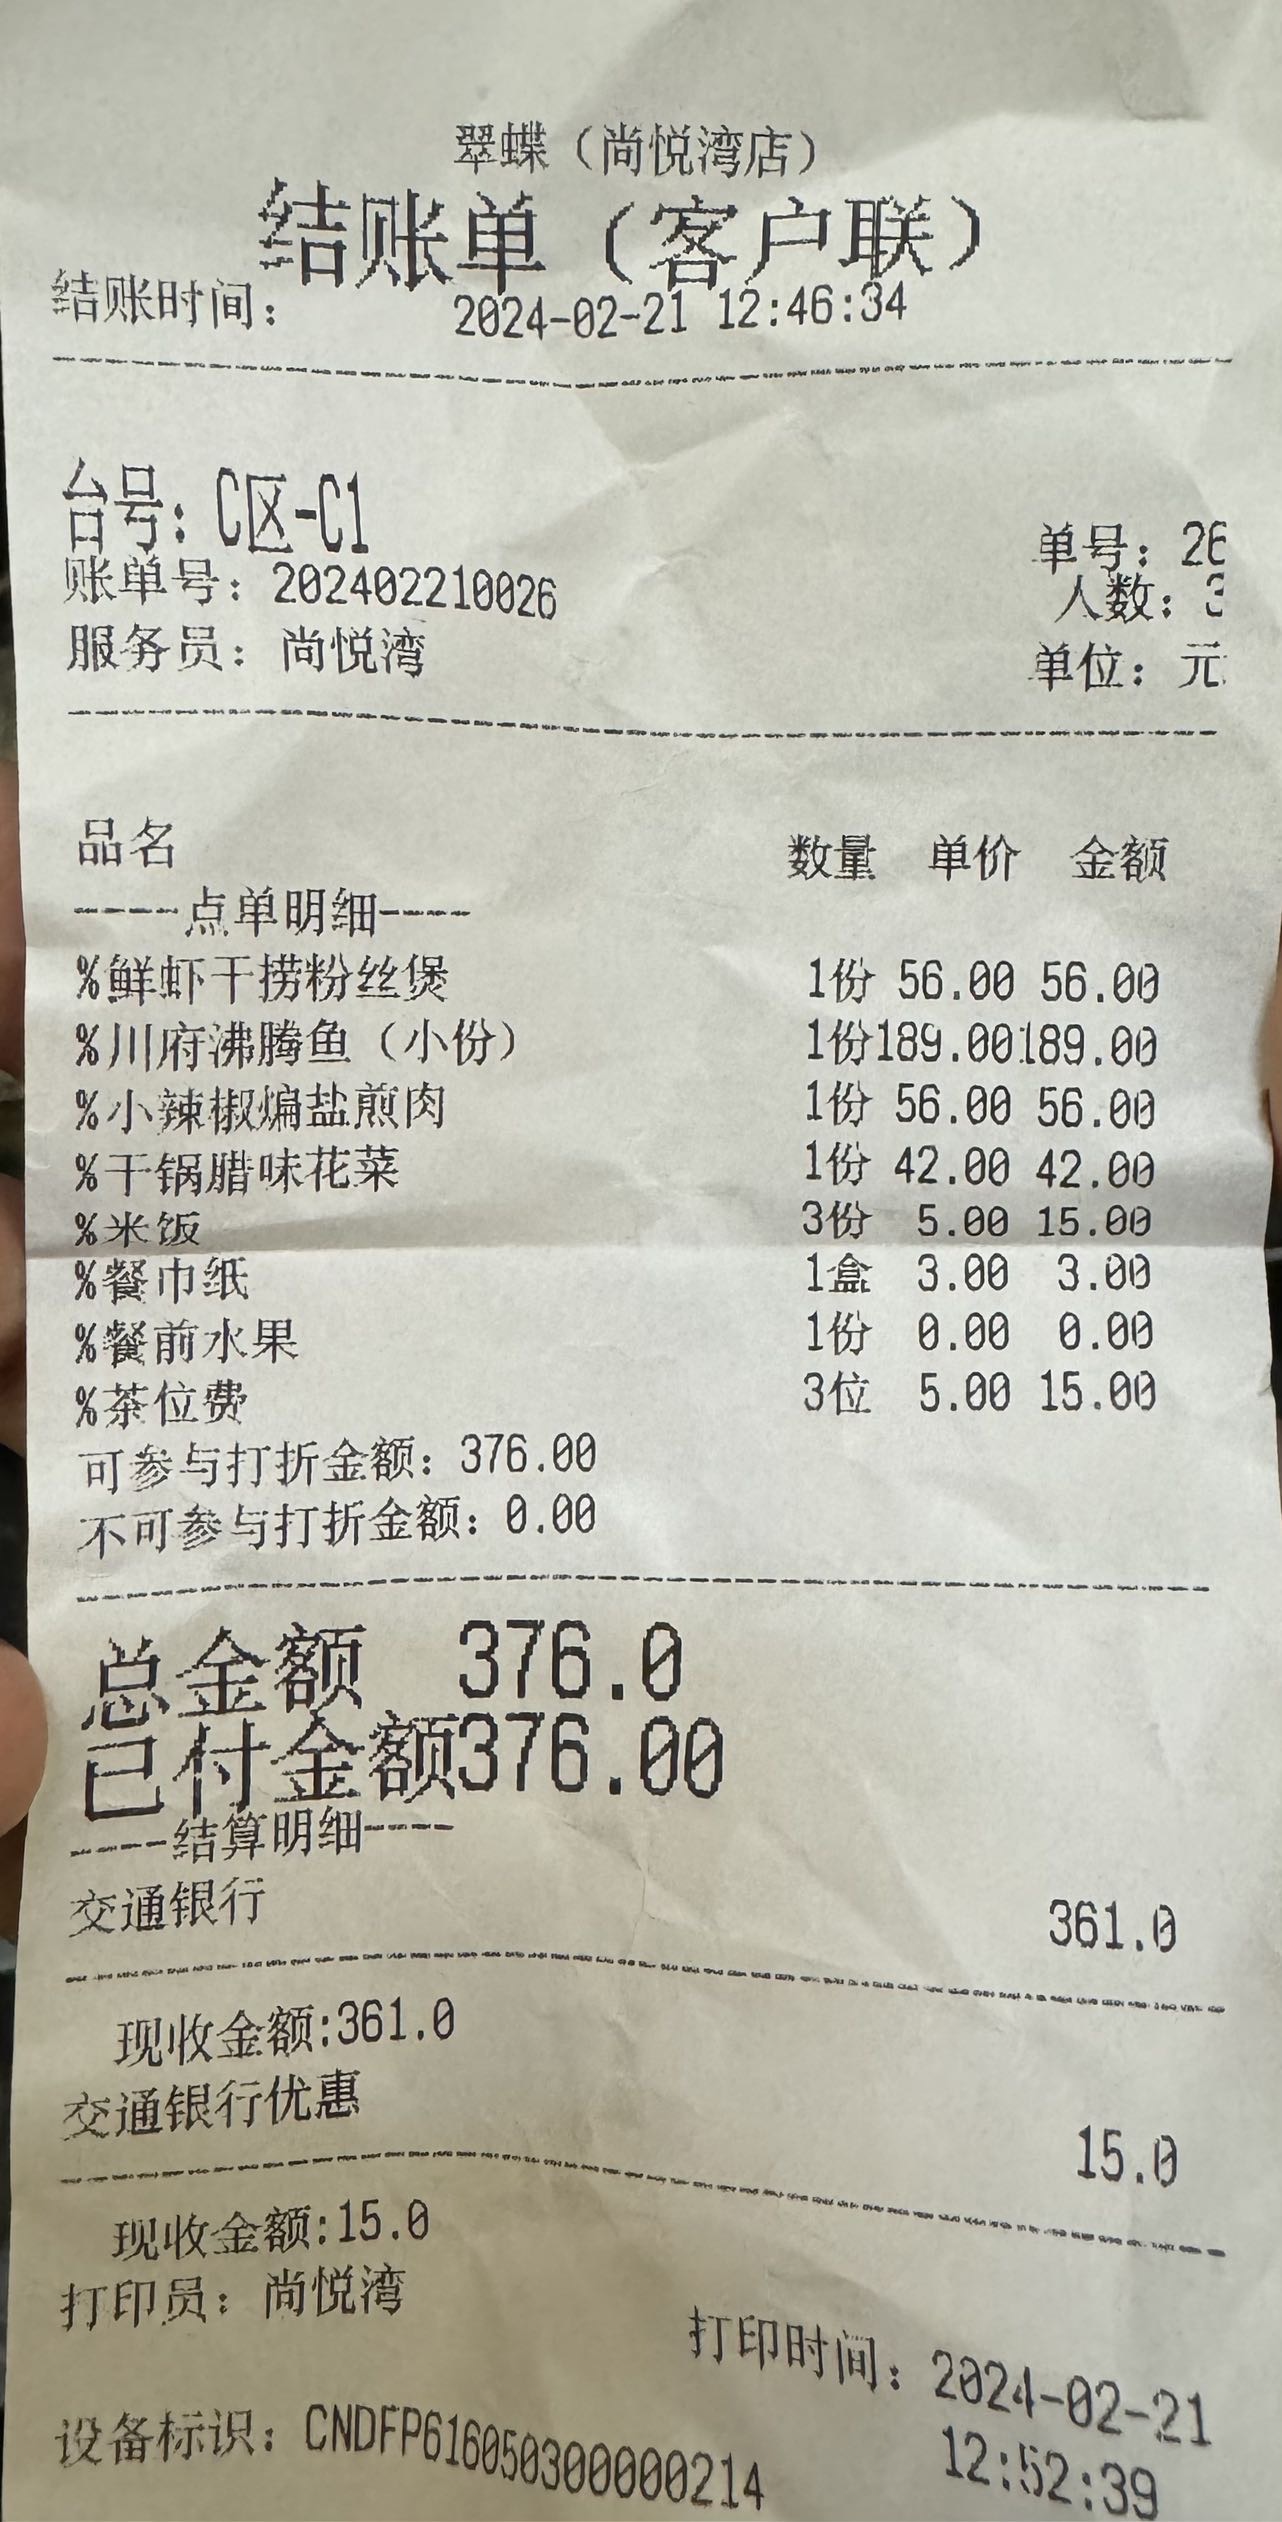 翠蝶（尚悦湾店）
结账单（客户联）
结账时间： 2024-02-21 12:46:34
台号：C区-C1
单号：26
账单号：202402210026
人数：3
服务员：尚悦湾
单位：元
品名 数量 单价 金额
----点单明细----
%鲜虾干捞粉丝煲 1份 56.00 56.00
%川府沸腾鱼（小份） 1份189.00189.00
%小辣椒煸盐煎肉 1份 56.00 56.00
%干锅腊味花菜 1份 42.00 42.00
%米饭 3份 5.00 15.00
%餐巾纸 1盒 3.00 3.00
%餐前水果 1份 0.00 0.00
%茶位费 3位 5.00 15.00
可参与打折金额：376.00
不可参与打折金额：0.00
总金额 376.0
已付金额376.00
----结算明细----
交通银行 361.0
现收金额:361.0
交通银行优惠 15.0
现收金额:15.0
打印员：尚悦湾
打印时间：2024-02-21
12:52:39
设备标识：CNDFP616050300000214